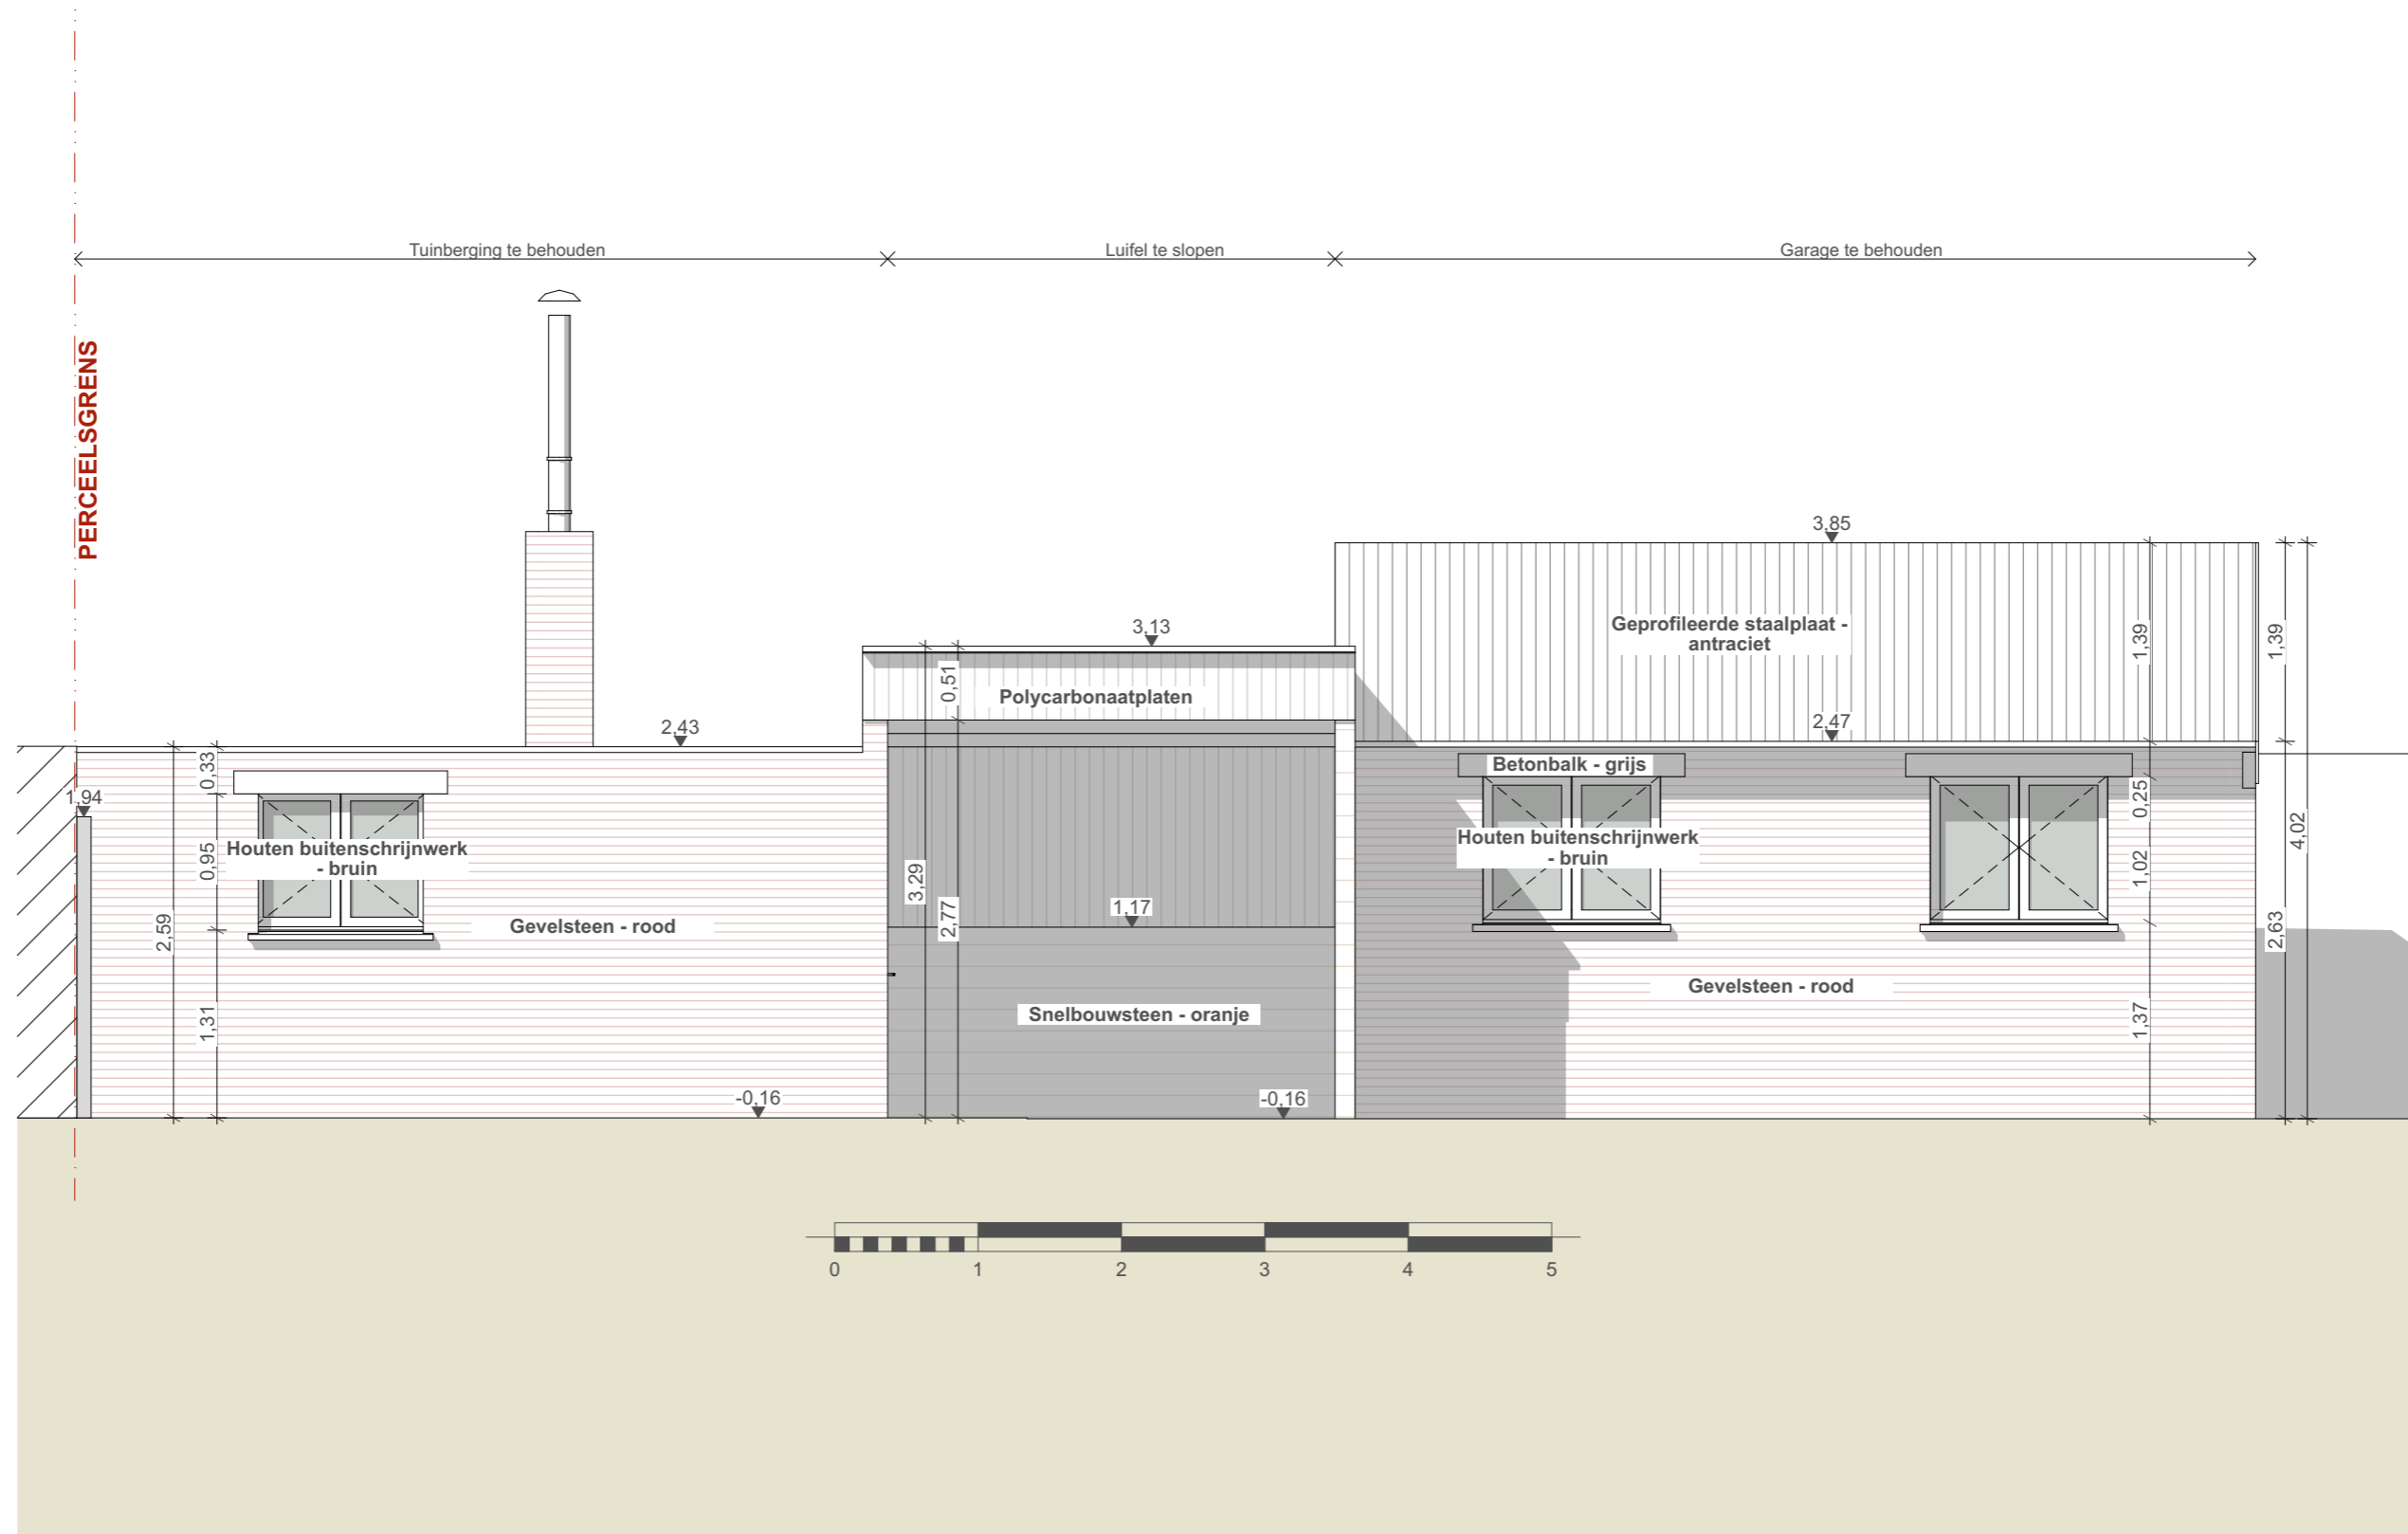 Tuinberging te behouden
Luifel te slopen
Garage te behouden
PERCEELSGRENS
3,85
3,13
2,43
2,47
1,94
Geprofileerde staalplaat -
antraciet
Polycarbonaatplaten
Betonbalk - grijs
Houten buitenschrijnwerk
- bruin
Houten buitenschrijnwerk
- bruin
Gevelsteen - rood
1,17
Snelbouwsteen - oranje
Gevelsteen - rood
-0,16
-0,16
2,59
0,33
0,95
1,31
3,29
0,51
2,77
1,39
0,25
1,02
1,37
1,39
2,63
4,02
0
1
2
3
4
5